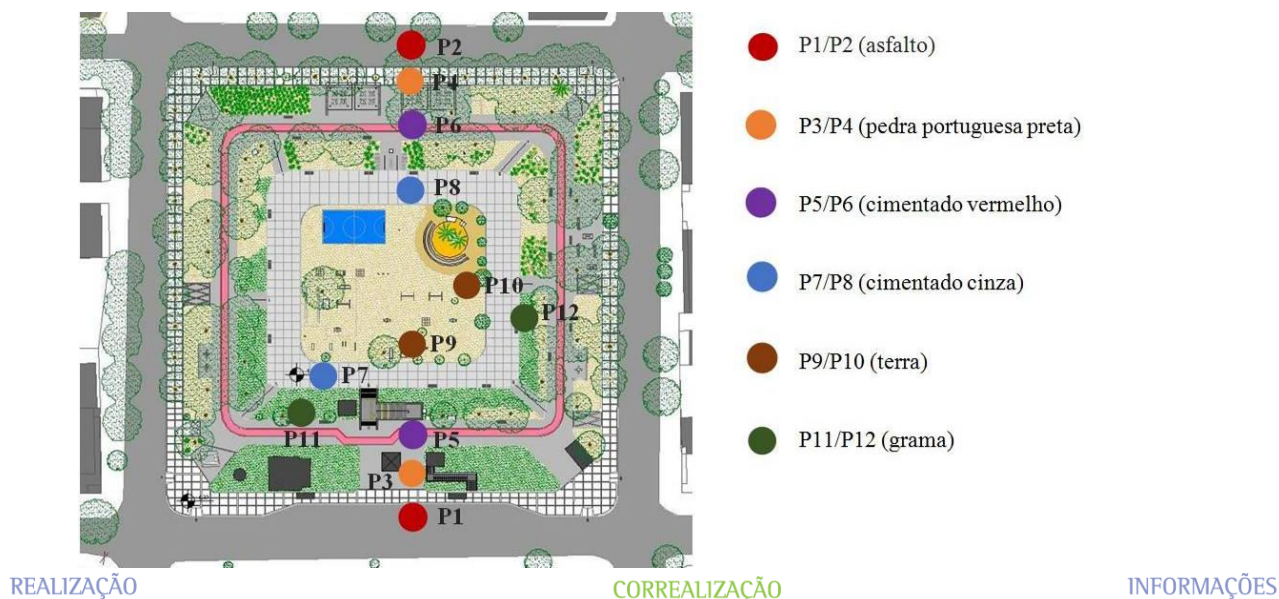 P2
P4
P6
P8
P10
P12
P9
P7
P11
P5
P3
P1
P1/P2 (asfalto)
P3/P4 (pedra portuguesa preta)
P5/P6 (cimentado vermelho)
P7/P8 (cimentado cinza)
P9/P10 (terra)
P11/P12 (grama)
REALIZAÇÃO
CORREALIZAÇÃO
INFORMAÇÕES